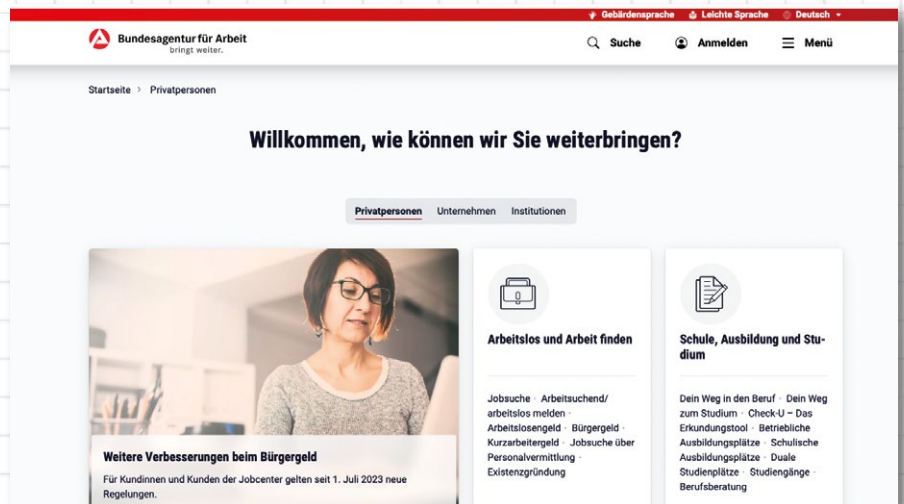 Gebärdensprache Leichte Sprache Deutsch
Bundesagentur für Arbeit
bringt weiter.
Suche Anmelden Menü
Startseite > Privatpersonen
Willkommen, wie können wir Sie weiterbringen?
Privatpersonen Unternehmen Institutionen
Weitere Verbesserungen beim Bürgergeld
Für Kundinnen und Kunden der Jobcenter gelten seit 1. Juli 2023 neue
Regelungen.
Arbeitslos und Arbeit finden
Jobsuche · Arbeitsuchend/
arbeitslos melden ·
Arbeitslosengeld · Bürgergeld ·
Kurzarbeitergeld · Jobsuche über
Personalvermittlung ·
Existenzgründung
Schule, Ausbildung und Stu-
dium
Dein Weg in den Beruf · Dein Weg
zum Studium · Check-U – Das
Erkundungstool · Betriebliche
Ausbildungsplätze · Schulische
Ausbildungsplätze · Duale
Studienplätze · Studiengänge ·
Berufsberatung